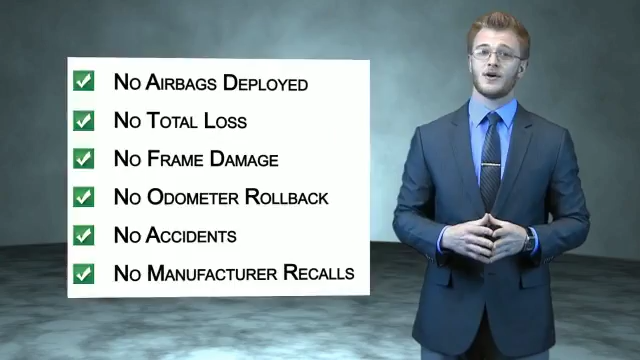 No Airbags Deployed
No Total Loss
No Frame Damage
No Odometer Rollback
No Accidents
No Manufacturer Recalls